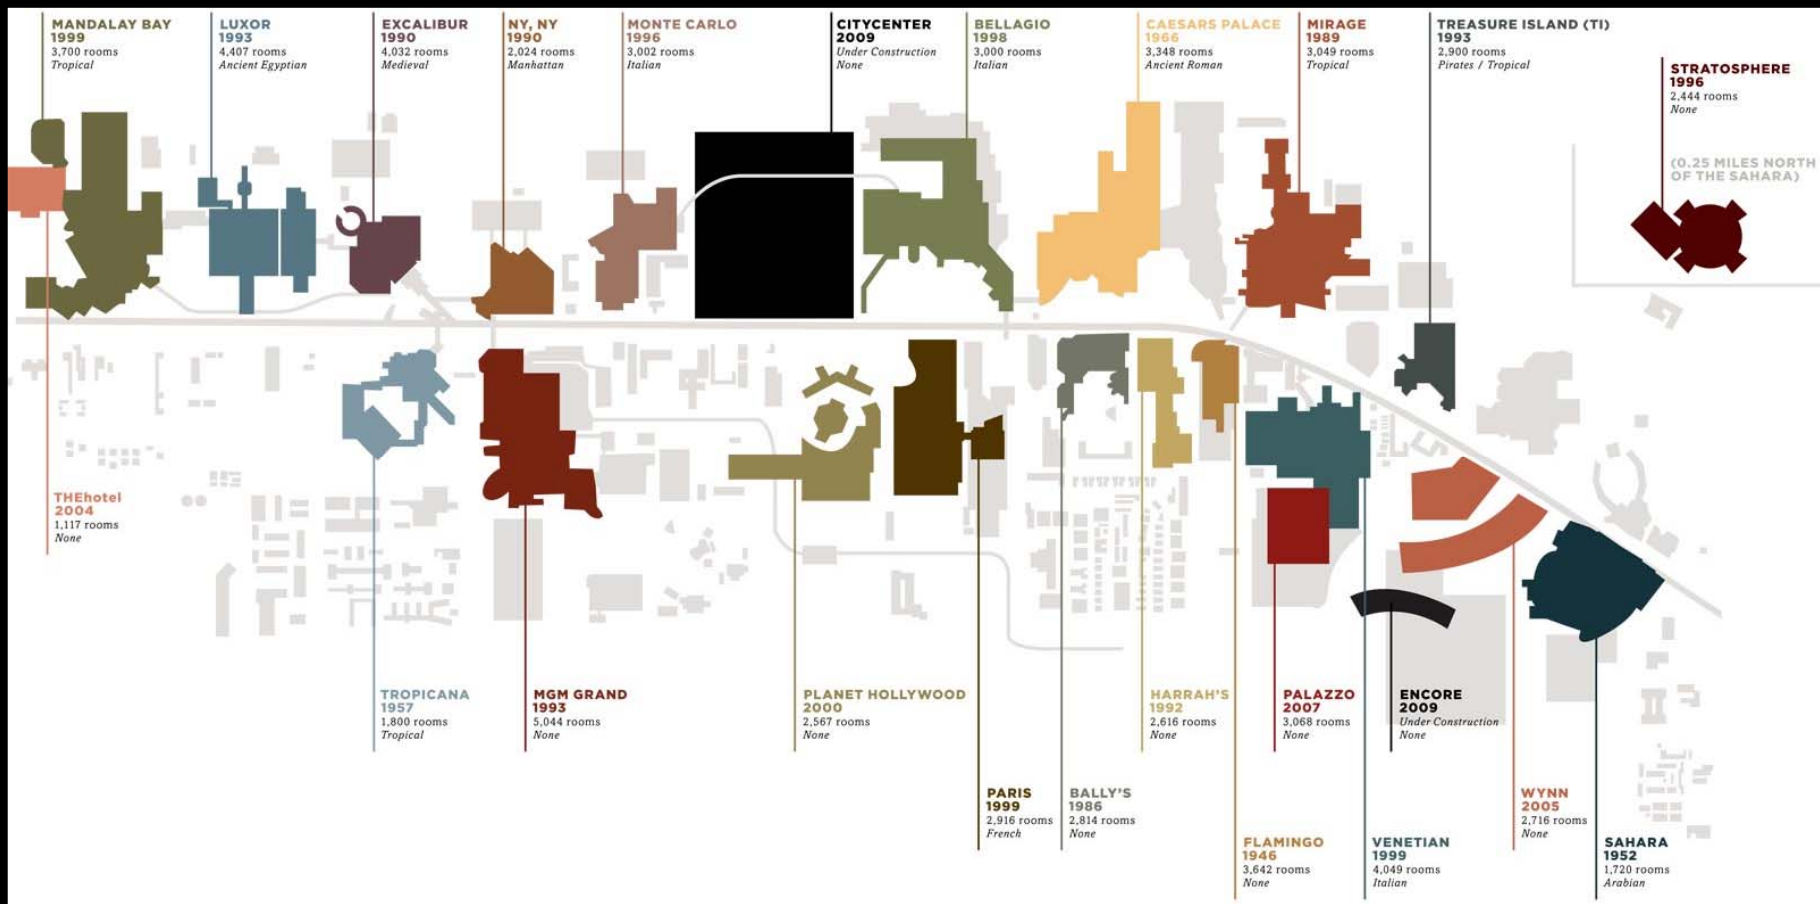 MANDALAY BAY
1999
3,700 rooms
Tropical
LUXOR
1993
4,407 rooms
Ancient Egyptian
EXCALIBUR
1990
4,032 rooms
Medieval
NY, NY
1990
2,024 rooms
Manhattan
MONTE CARLO
1996
3,002 rooms
Italian
CITYCENTER
2009
Under Construction
None
BELLAGIO
1998
3,000 rooms
Italian
CAESARS PALACE
1966
3,348 rooms
Ancient Roman
MIRAGE
1989
3,049 rooms
Tropical
TREASURE ISLAND (TI)
1993
2,900 rooms
Pirates / Tropical
STRATOSPHERE
1996
2,444 rooms
None
(0.25 MILES NORTH
OF THE SAHARA)
THEhotel
2004
1,117 rooms
None
TROPICANA
1957
1,800 rooms
Tropical
MGM GRAND
1993
5,044 rooms
None
PLANET HOLLYWOOD
2000
2,567 rooms
None
PARIS
1999
2,916 rooms
French
BALLY'S
1986
2,814 rooms
None
HARRAH'S
1992
2,616 rooms
None
FLAMINGO
1946
3,642 rooms
None
PALAZZO
2007
3,068 rooms
None
VENETIAN
1999
4,049 rooms
Italian
ENCORE
2009
Under Construction
None
WYNN
2005
2,716 rooms
None
SAHARA
1952
1,720 rooms
Arabian